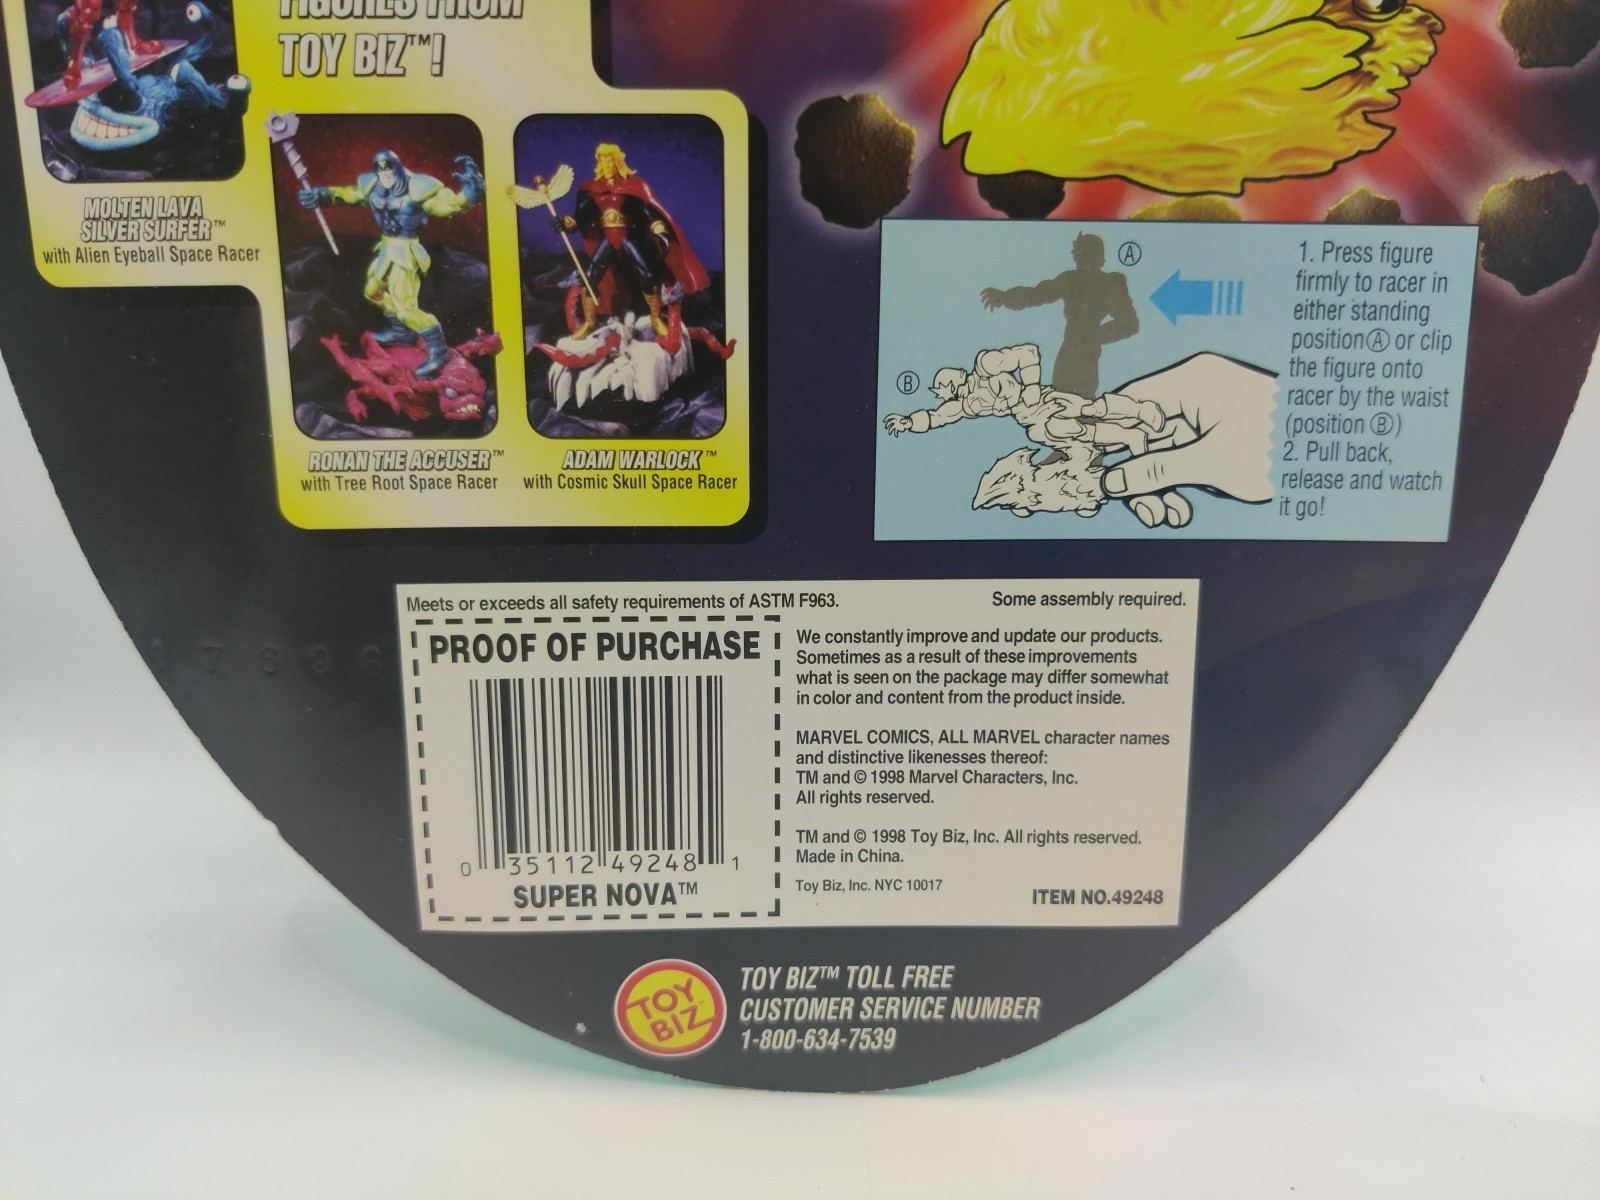 FIGURES FROM
TOY BIZ™!
MOLTEN LAVA
SILVER SURFER™
with Alien Eyeball Space Racer
RONAN THE ACCUSER™
with Tree Root Space Racer
ADAM WARLOCK™
with Cosmic Skull Space Racer
A
B
1. Press figure
firmly to racer in
either standing
position Ⓐ or clip
the figure onto
racer by the waist
(position Ⓑ)
2. Pull back,
release and watch
it go!
Meets or exceeds all safety requirements of ASTM F963.
Some assembly required.
PROOF OF PURCHASE
0 35112 49248 1
SUPER NOVA™
We constantly improve and update our products.
Sometimes as a result of these improvements
what is seen on the package may differ somewhat
in color and content from the product inside.
MARVEL COMICS, ALL MARVEL character names
and distinctive likenesses thereof:
TM and © 1998 Marvel Characters, Inc.
All rights reserved.
TM and © 1998 Toy Biz, Inc. All rights reserved.
Made in China.
Toy Biz, Inc. NYC 10017
ITEM NO.49248
TOY
BIZ™
TOY BIZ™ TOLL FREE
CUSTOMER SERVICE NUMBER
1-800-634-7539